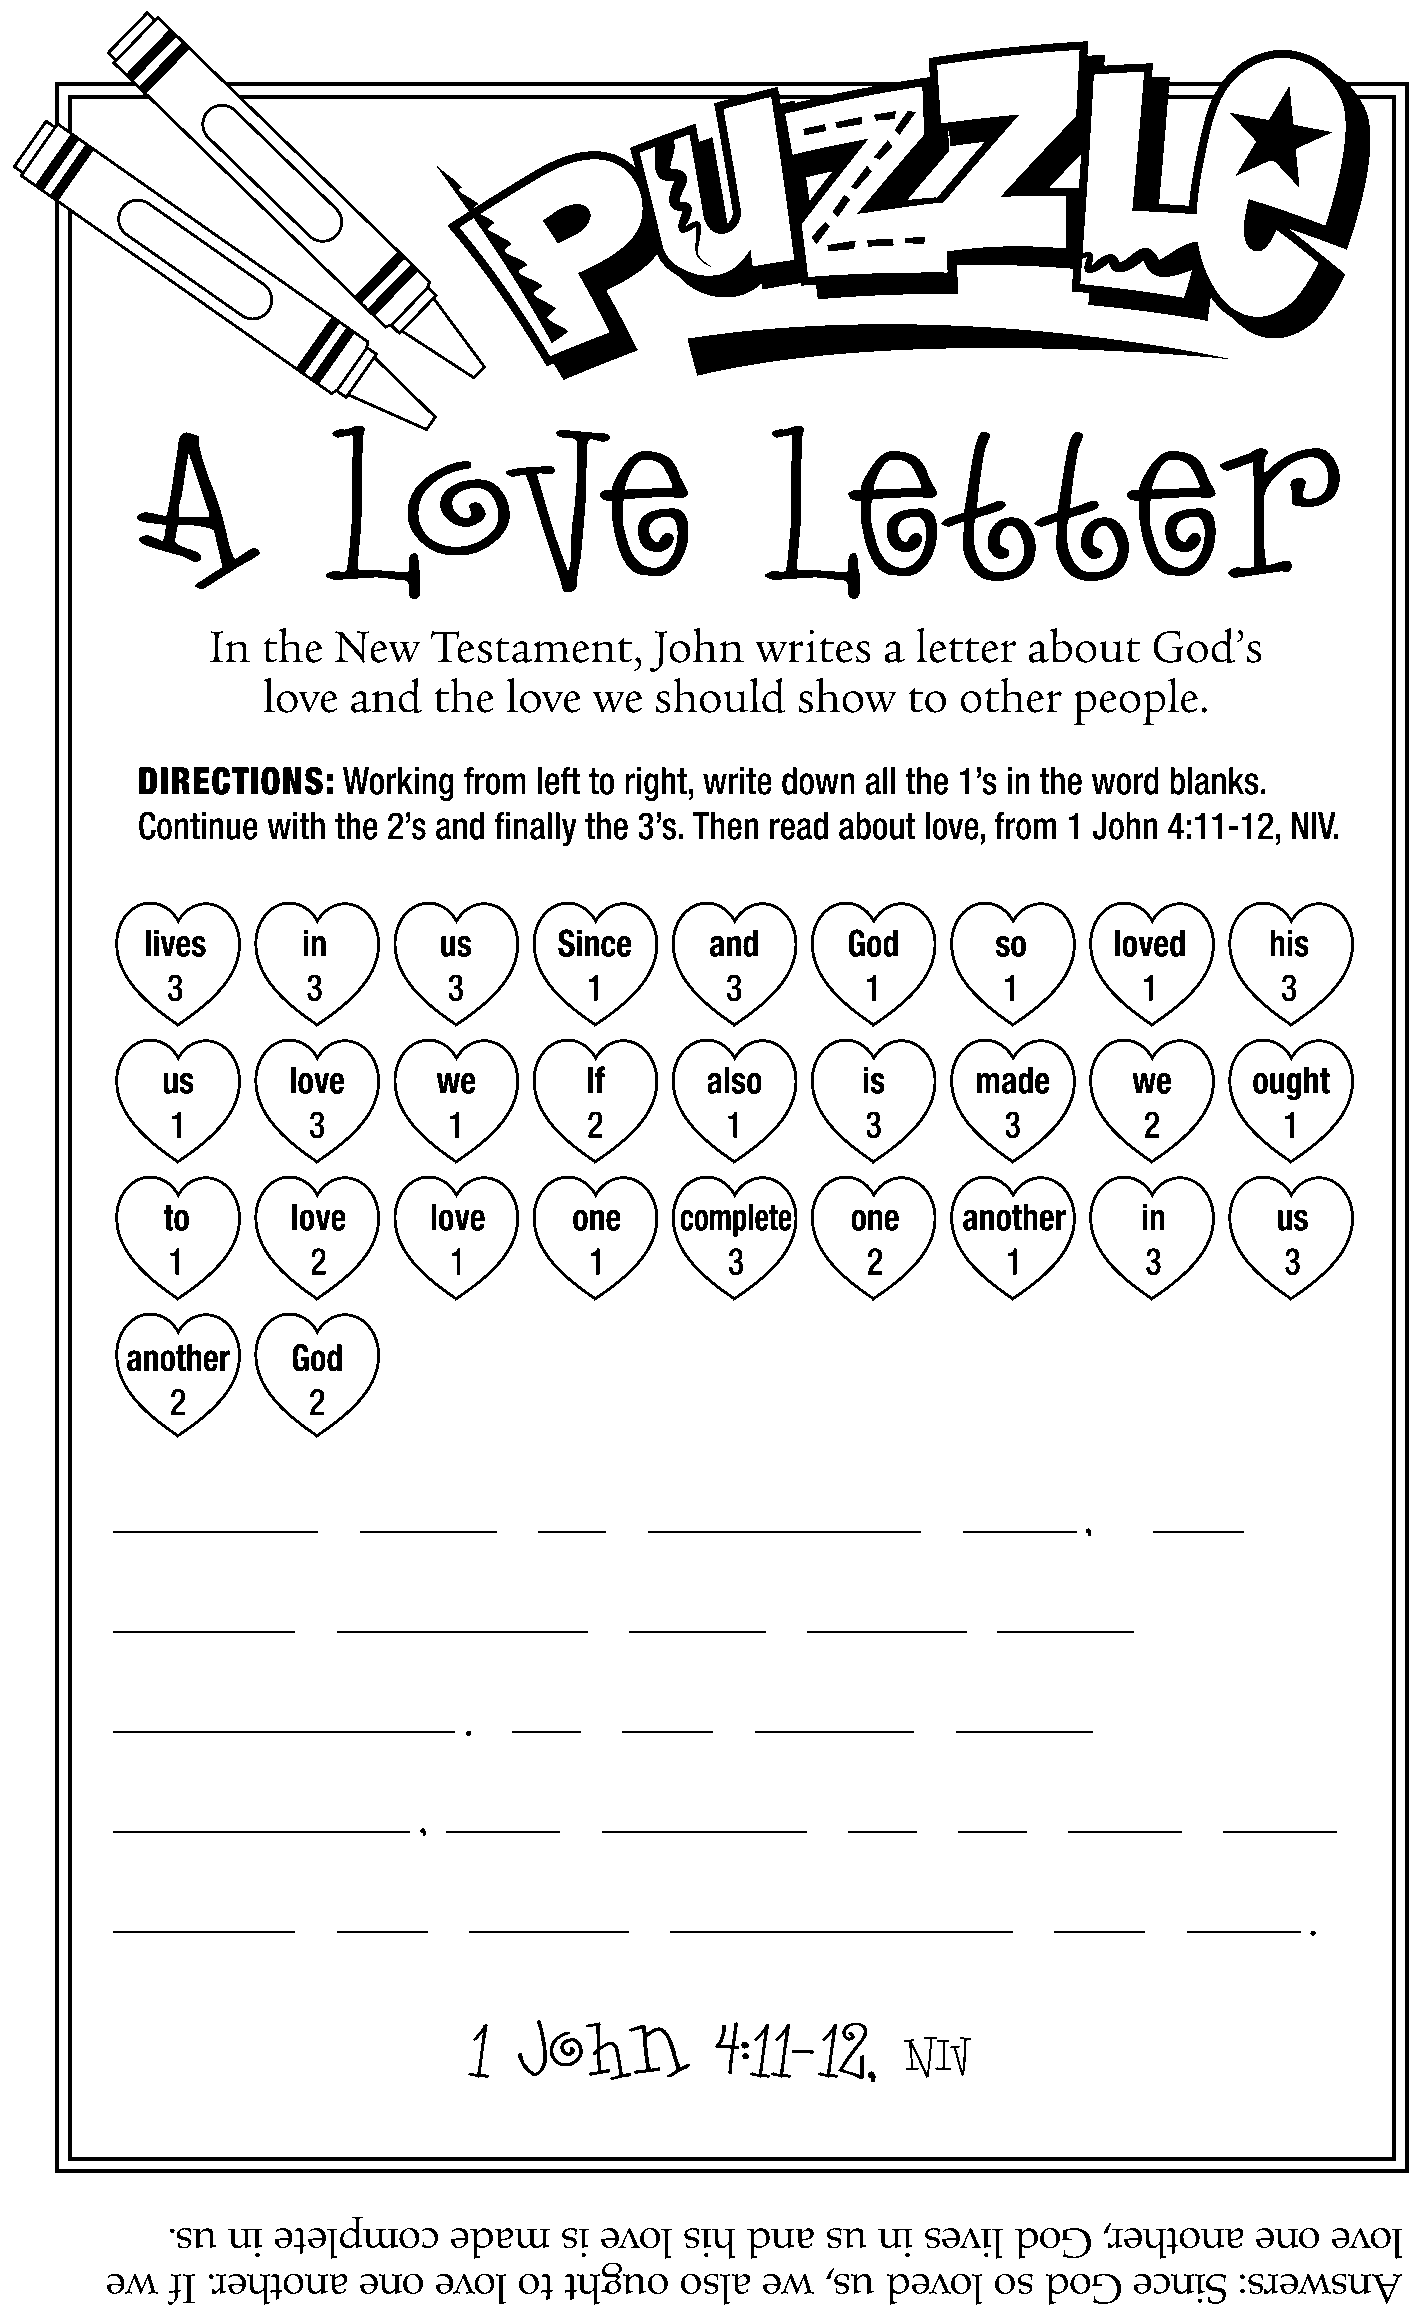 PUZZLE
A Love Letter
In the New Testament, John writes a letter about God's
love and the love we should show to other people.
DIRECTIONS: Working from left to right, write down all the 1's in the word blanks.
Continue with the 2's and finally the 3's. Then read about love, from 1 John 4:11-12, NIV.
lives in us Since and God so loved his
3 3 3 1 3 1 1 1 3
us love we If also is made we ought
1 3 1 2 1 3 3 2 1
to love love one complete one another in us
1 2 1 1 3 2 1 3 3
another God
2 2
1 John 4:11-12, NIV
Answers: Since God so loved us, we also ought to love one another. If we
love one another, God lives in us and his love is made complete in us.